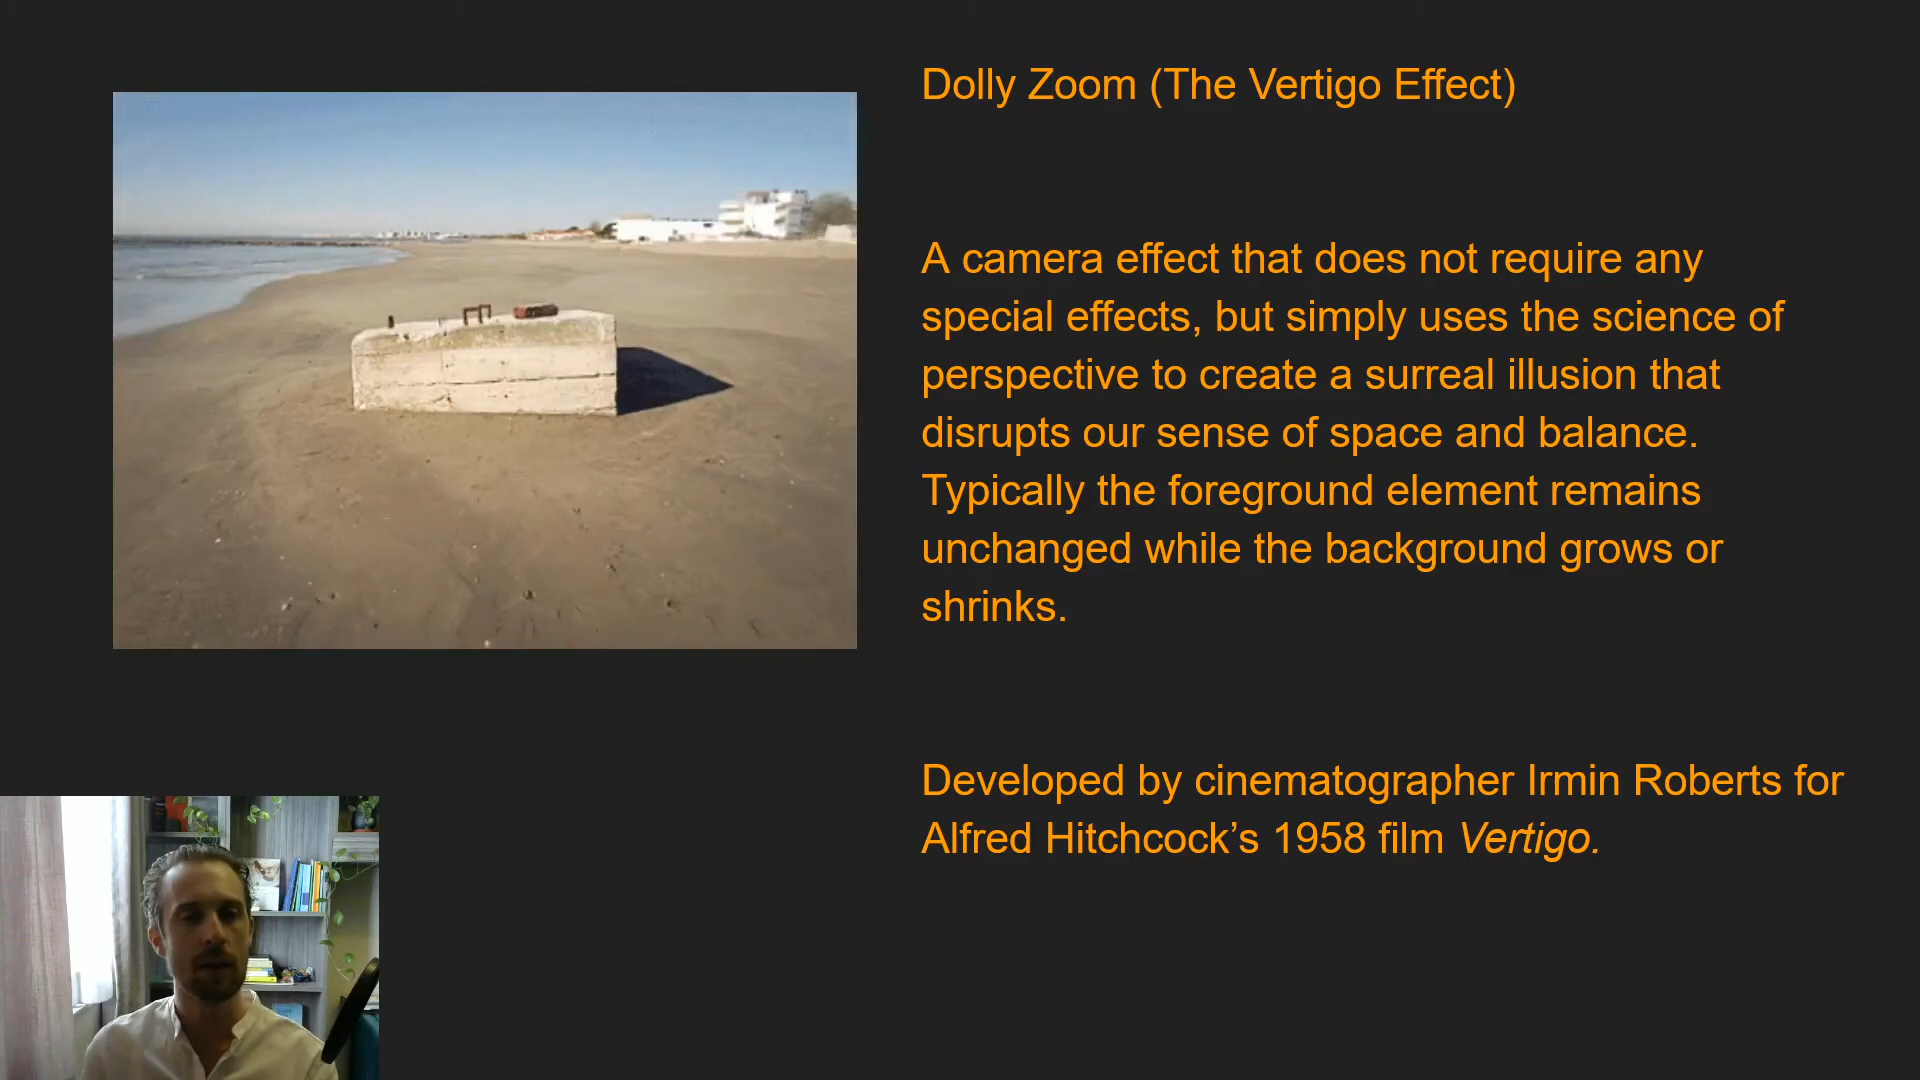 Dolly Zoom (The Vertigo Effect)
A camera effect that does not require any
special effects, but simply uses the science of
perspective to create a surreal illusion that
disrupts our sense of space and balance.
Typically the foreground element remains
unchanged while the background grows or
shrinks.
Developed by cinematographer Irmin Roberts for
Alfred Hitchcock’s 1958 film Vertigo.